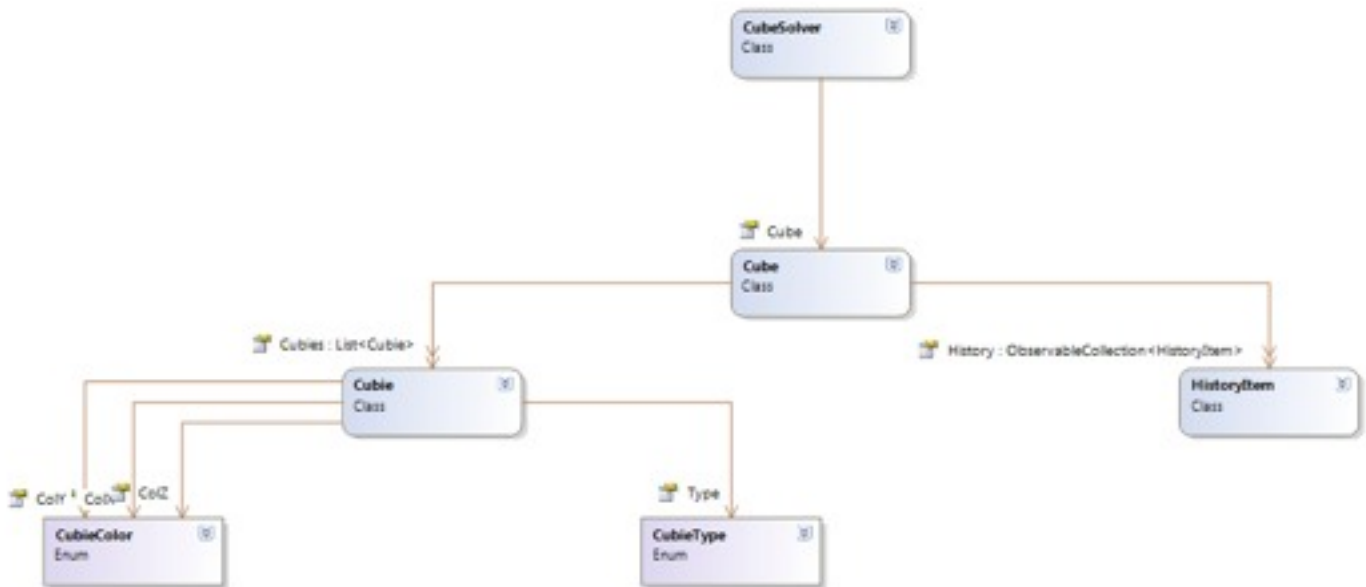 CubeSolver
Class
Cube
Cube
Class
Cubies : List<Cubie>
History : ObservableCollection<HistoryItem>
Cubie
Class
HistoryItem
Class
ColY
ColZ
Type
CubieColor
Enum
CubieType
Enum